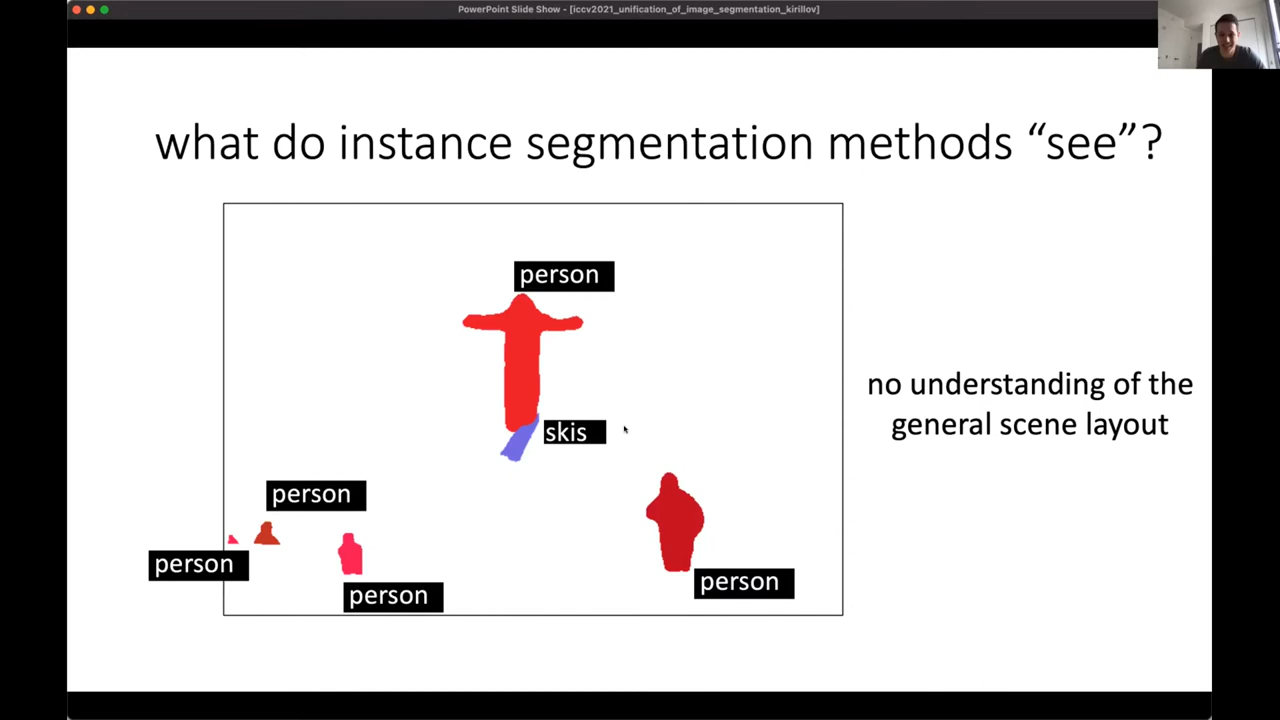 PowerPoint Slide Show - [iccv2021_unification_of_image_segmentation_kirillov]
what do instance segmentation methods “see”?
person
skis
no understanding of the
general scene layout
person
person
person
person